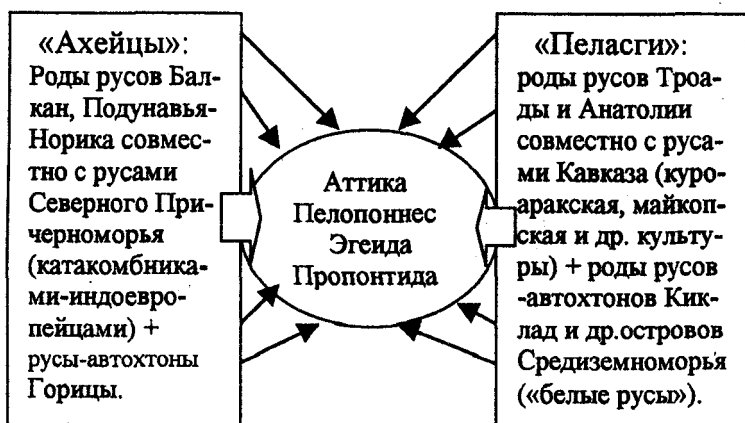 «Ахейцы»:
Роды русов Бал-
кан, Подунавья-
Норика совмес-
тно с русами
Северного При-
черноморья
(катакомбника-
ми-индоевро-
пейцами) +
русы-автохтоны
Горицы.
Аттика
Пелопоннес
Эгеида
Пропонтида
«Пеласги»:
роды русов Троа-
ды и Анатолии
совместно с руса-
ми Кавказа (куро-
аракская, майкоп-
ская и др. культу-
ры) + роды русов
-автохтонов Кик-
лад и др.островов
Средиземноморья
(«белые русы»).